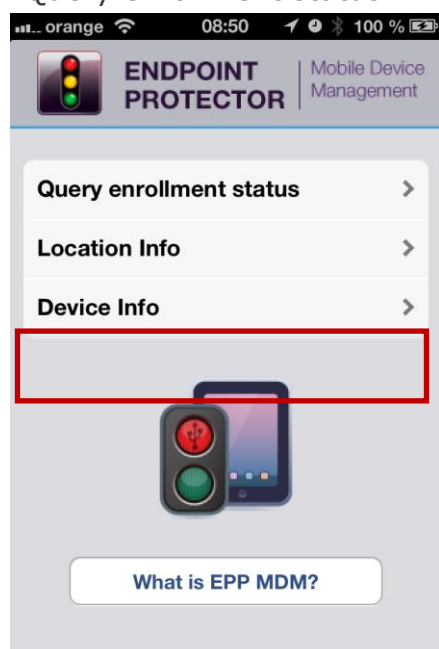 orange 08:50 100 %
ENDPOINT
PROTECTOR
Mobile Device
Management
Query enrollment status
Location Info
Device Info
What is EPP MDM?